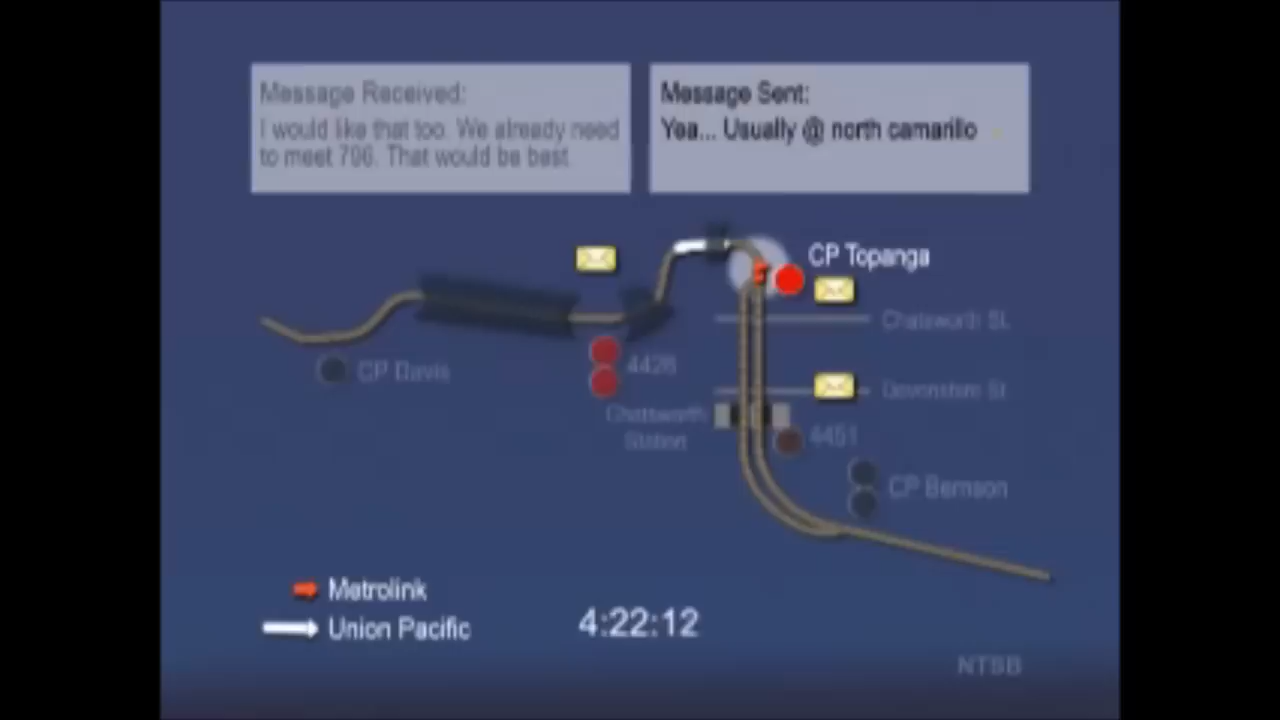 Message Received:
I would like that too. We already need
to meet 706. That would be best
Message Sent:
Yea... Usually @ north camarillo
CP Topanga
Chatsworth St.
CP Davis
4426
Devonshire St.
Chatsworth
Station
4451
CP Bernson
Metrolink
Union Pacific
4:22:12
NTSB